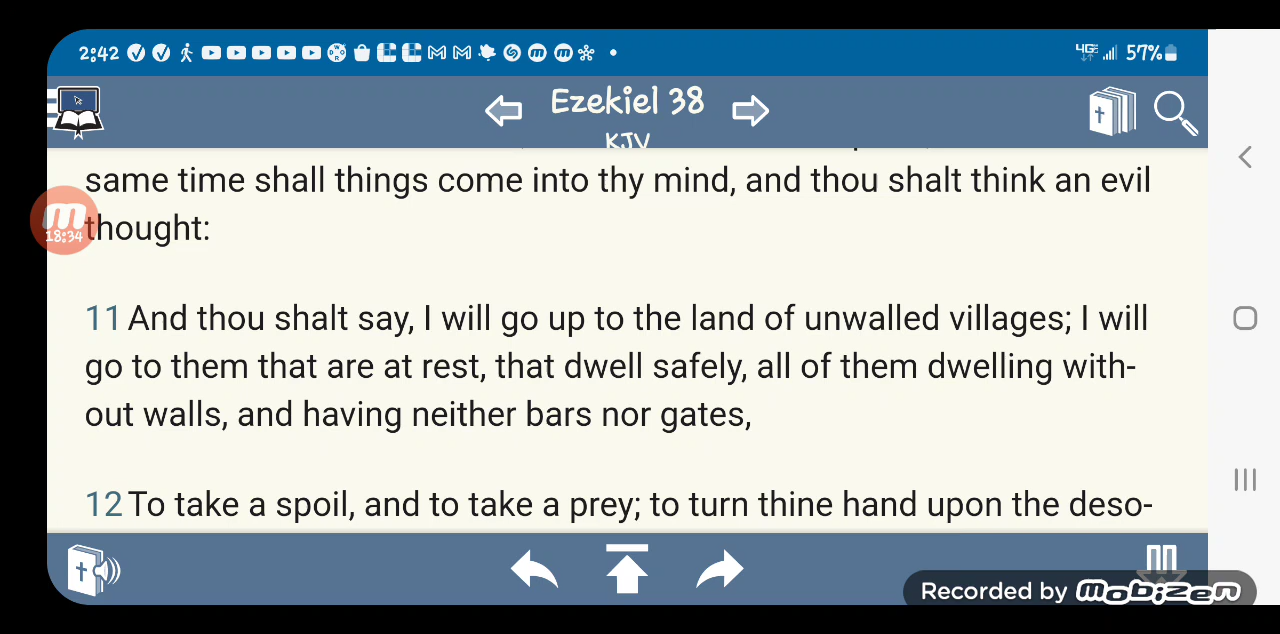 2:42
4G 57%
Ezekiel 38
KJV
same time shall things come into thy mind, and thou shalt think an evil
thought:
18:34
11 And thou shalt say, I will go up to the land of unwalled villages; I will
go to them that are at rest, that dwell safely, all of them dwelling with-
out walls, and having neither bars nor gates,
12 To take a spoil, and to take a prey; to turn thine hand upon the deso-
Recorded by mobizen